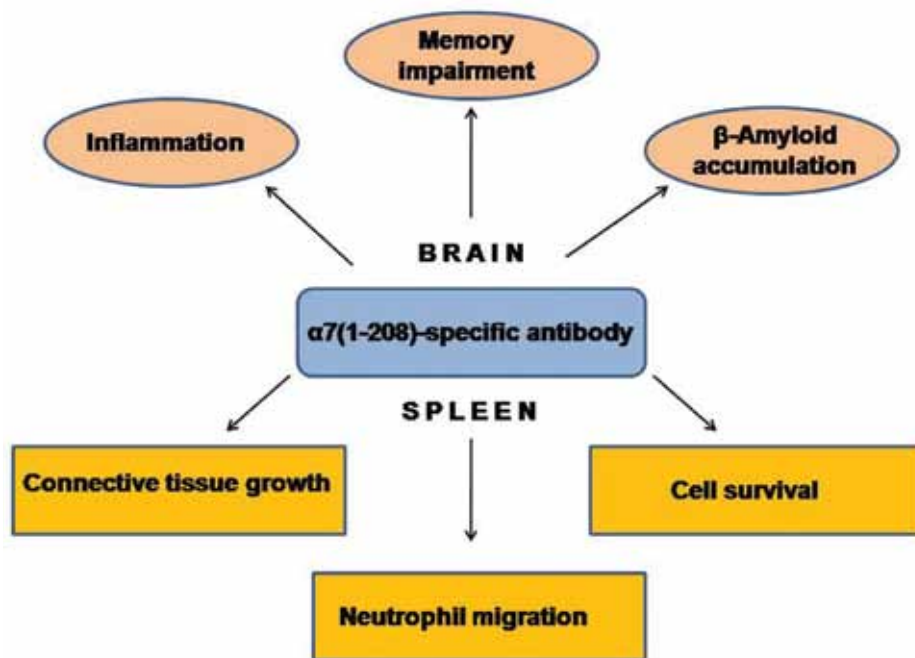 Memory
impairment
Inflammation
β-Amyloid
accumulation
BRAIN
α7(1-208)-specific antibody
SPLEEN
Connective tissue growth
Cell survival
Neutrophil migration